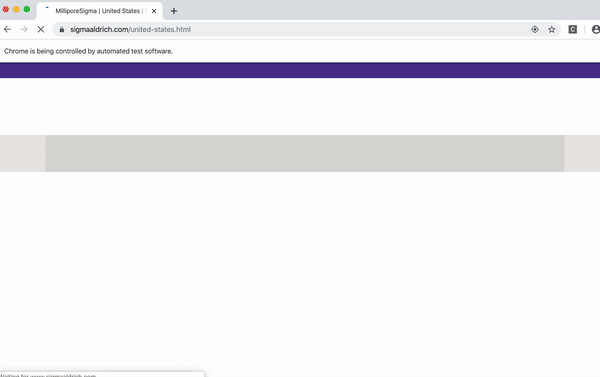 MilliporeSigma | United States |
sigmaaldrich.com/united-states.html
C
Chrome is being controlled by automated test software.
Waiting for www.sigmaaldrich.com